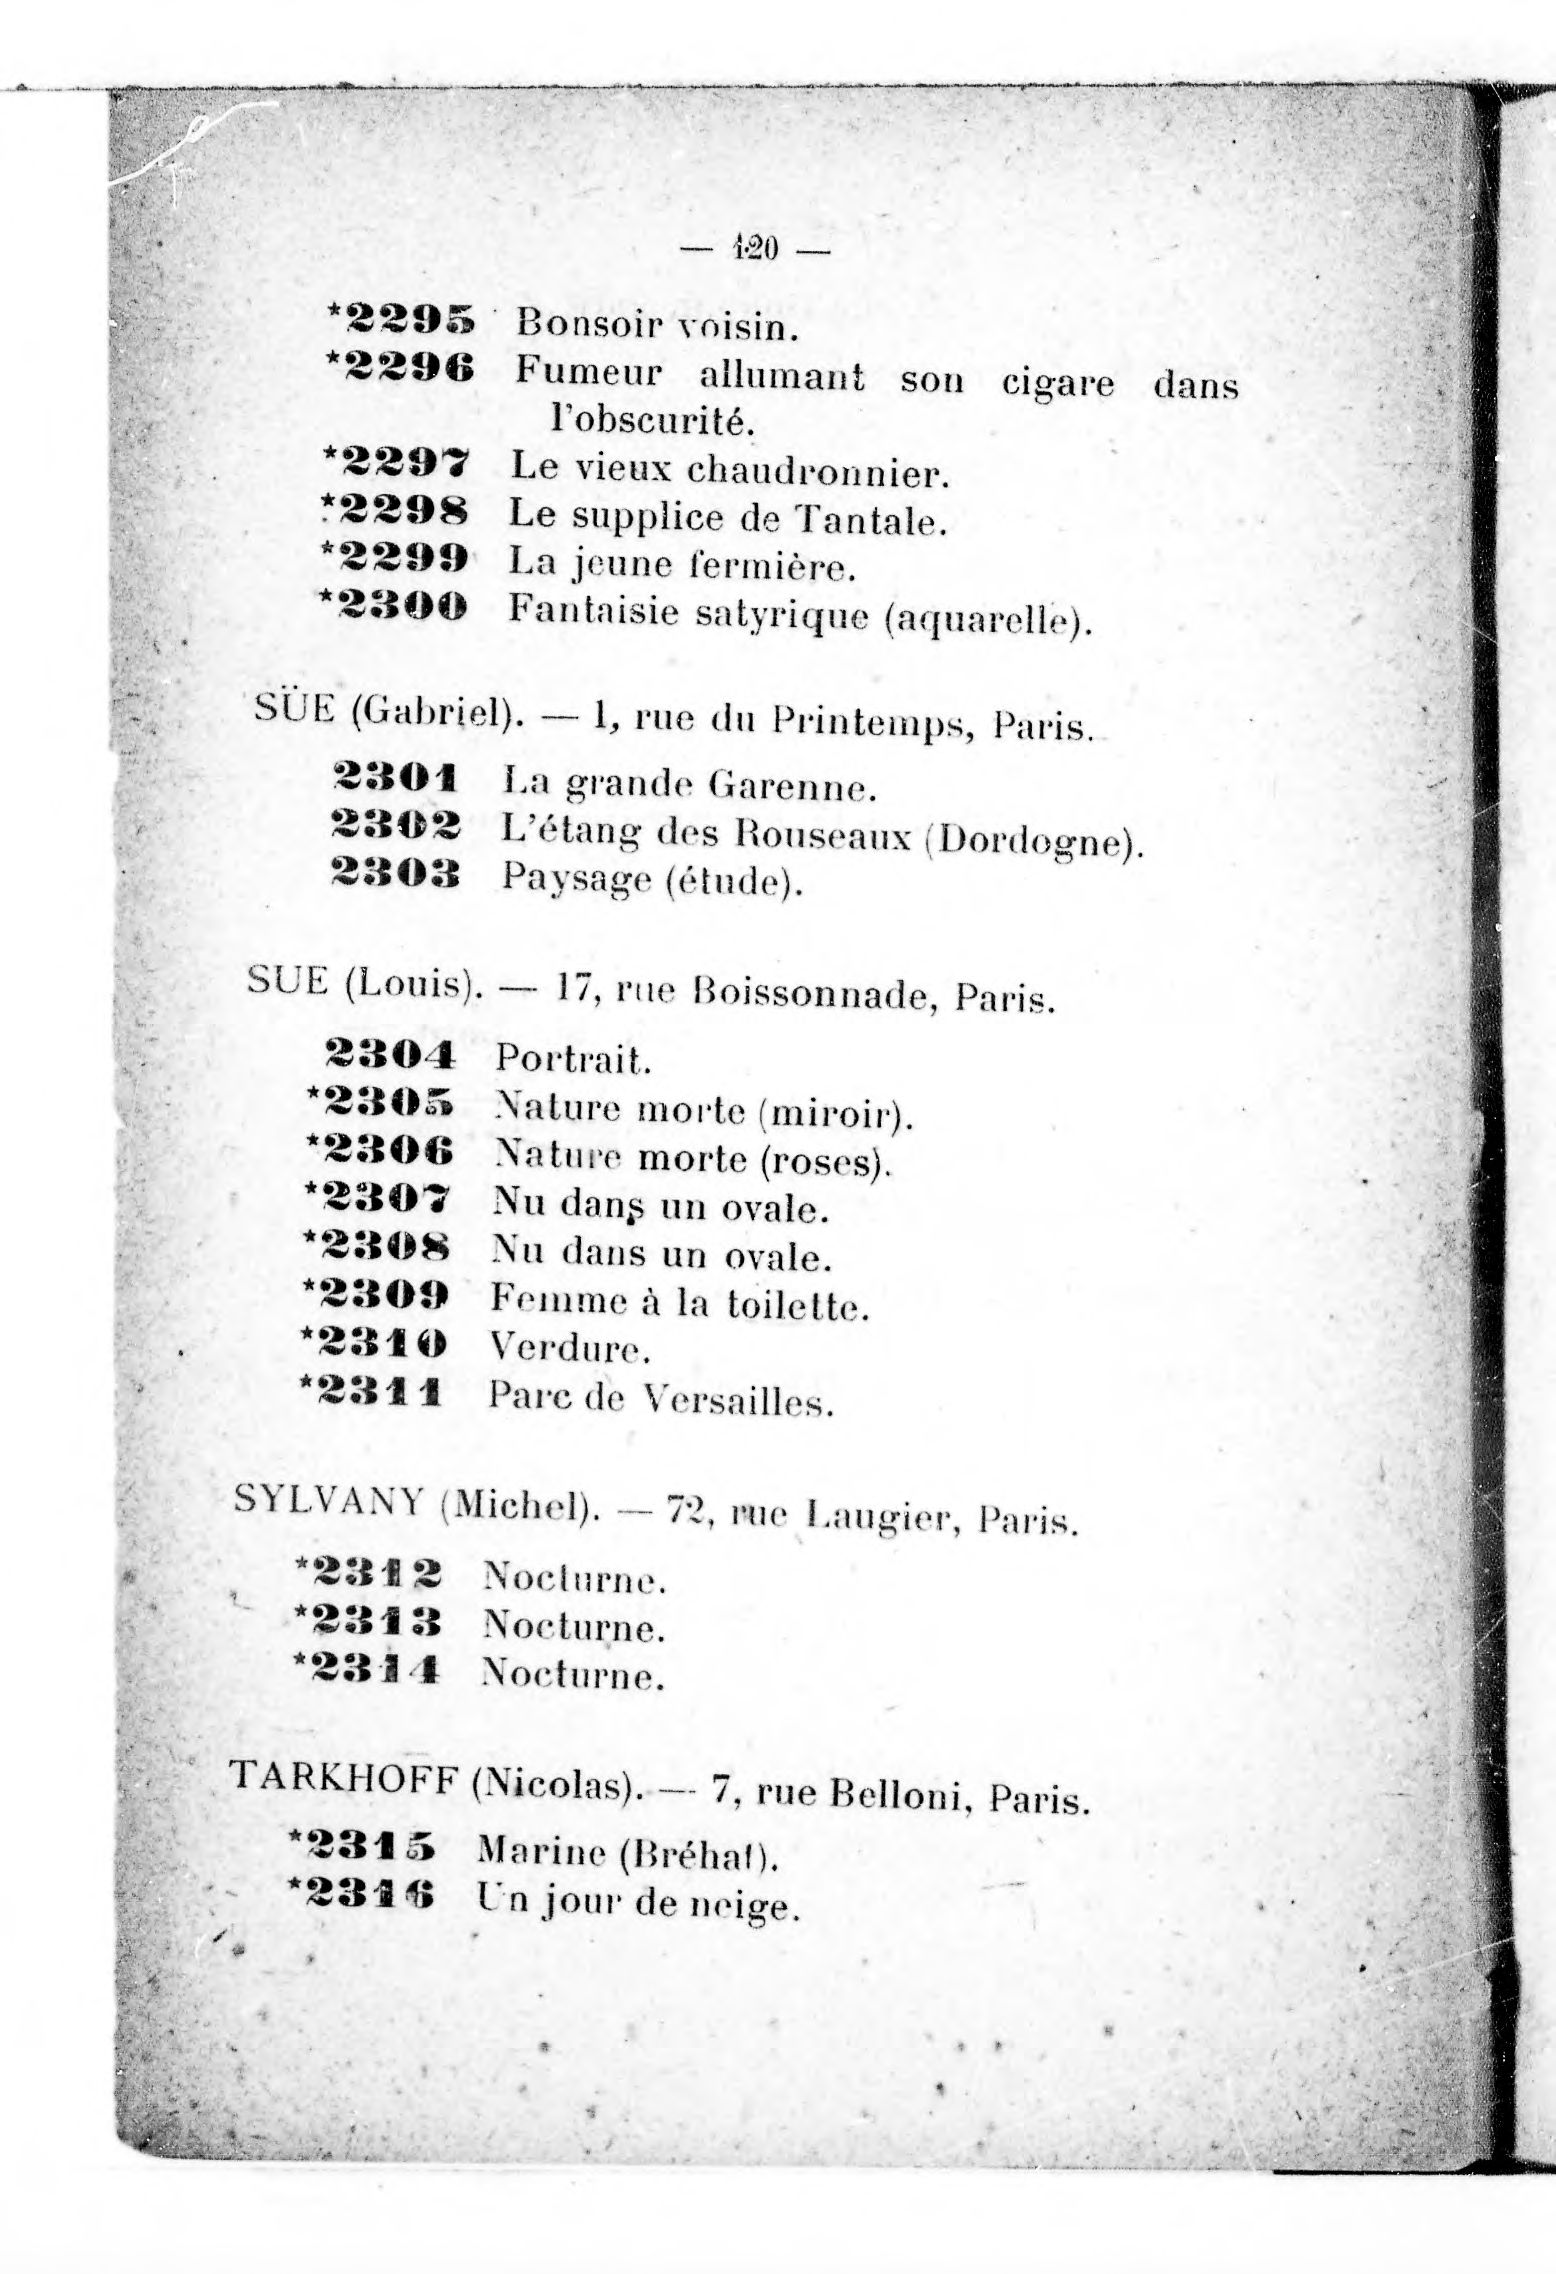 — 120 —
*2295 Bonsoir voisin.
*2296 Fumeur allumant son cigare dans
l'obscurité.
*2297 Le vieux chaudronnier.
*2298 Le supplice de Tantale.
*2299 La jeune fermière.
*2300 Fantaisie satyrique (aquarelle).
SÜE (Gabriel). — 1, rue du Printemps, Paris.
2301 La grande Garenne.
2302 L'étang des Rouseaux (Dordogne).
2303 Paysage (étude).
SUE (Louis). — 17, rue Boissonnade, Paris.
2304 Portrait.
*2305 Nature morte (miroir).
*2306 Nature morte (roses).
*2307 Nu dans un ovale.
*2308 Nu dans un ovale.
*2309 Femme à la toilette.
*2310 Verdure.
*2311 Parc de Versailles.
SYLVANY (Michel). — 72, rue Laugier, Paris.
*2312 Nocturne.
*2313 Nocturne.
*2314 Nocturne.
TARKHOFF (Nicolas). — 7, rue Belloni, Paris.
*2315 Marine (Bréhat).
*2316 Un jour de neige.